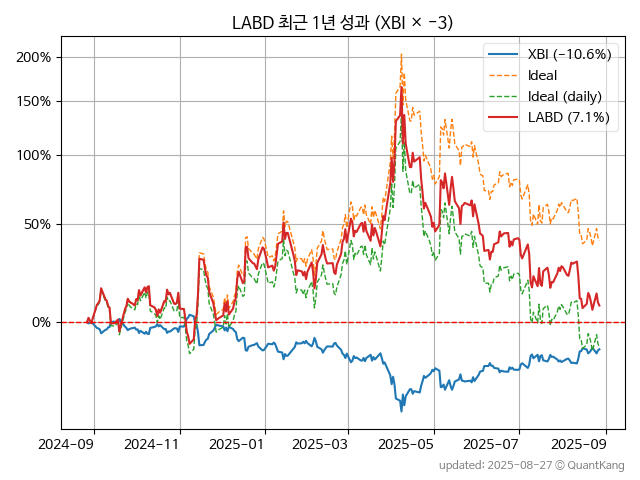 LABD 최근 1년 성과 (XBI × -3)
200%
150%
100%
50%
0%
XBI (-10.6%)
Ideal
Ideal (daily)
LABD (7.1%)
2024-09 2024-11 2025-01 2025-03 2025-05 2025-07 2025-09
updated: 2025-08-27 © QuantKang